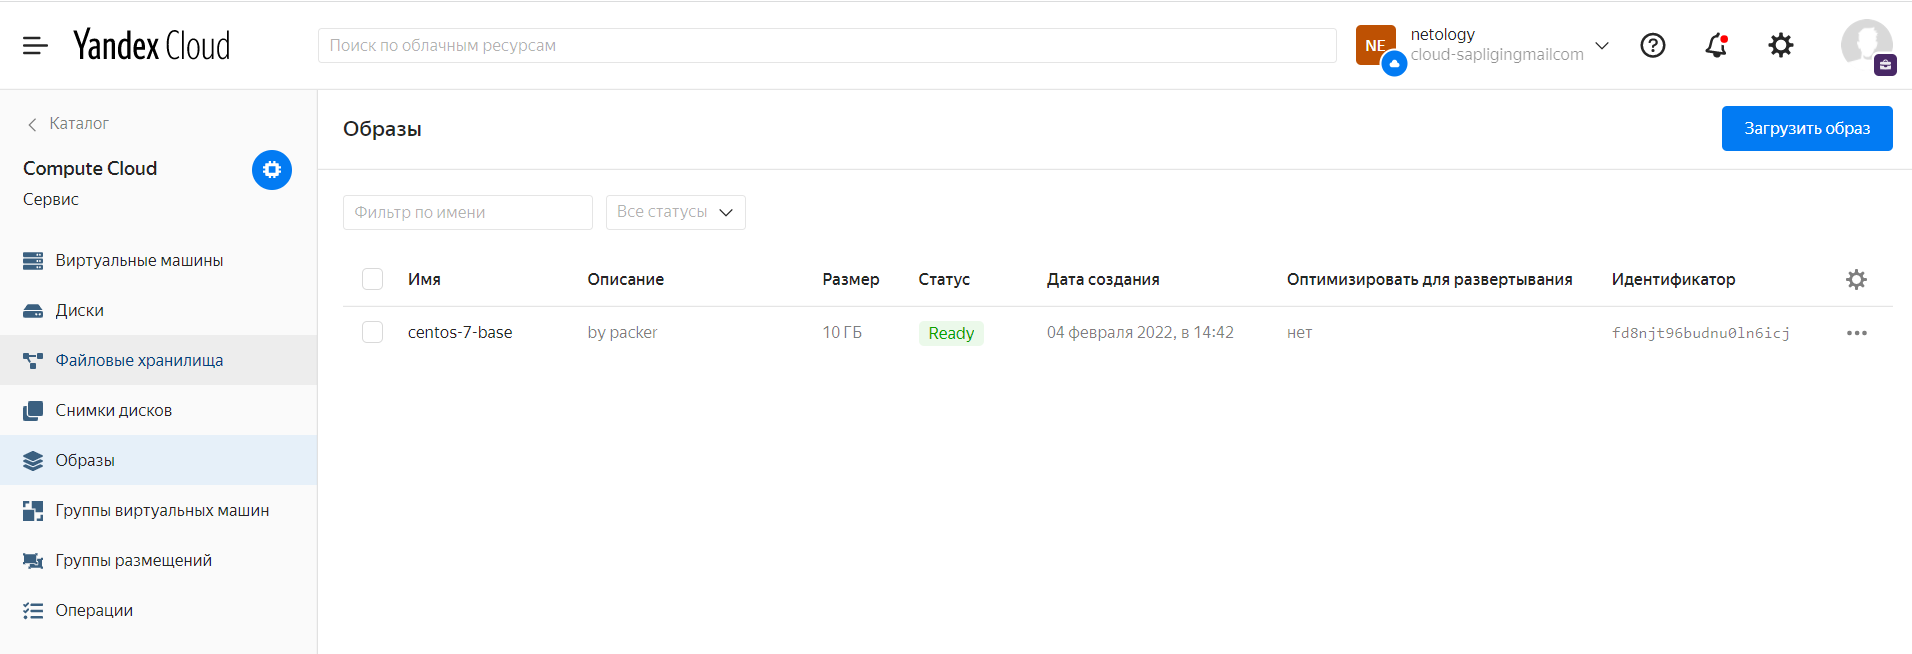 Yandex Cloud
Поиск по облачным ресурсам
NE
netology
cloud-sapligingmailcom
Каталог
Compute Cloud
Сервис
Виртуальные машины
Диски
Файловые хранилища
Снимки дисков
Образы
Группы виртуальных машин
Группы размещений
Операции
Образы
Загрузить образ
Фильтр по имени
Все статусы
Имя Описание Размер Статус Дата создания Оптимизировать для развертывания Идентификатор
centos-7-base by packer 10 ГБ Ready 04 февраля 2022, в 14:42 нет fd8njt96budnu0ln6icj